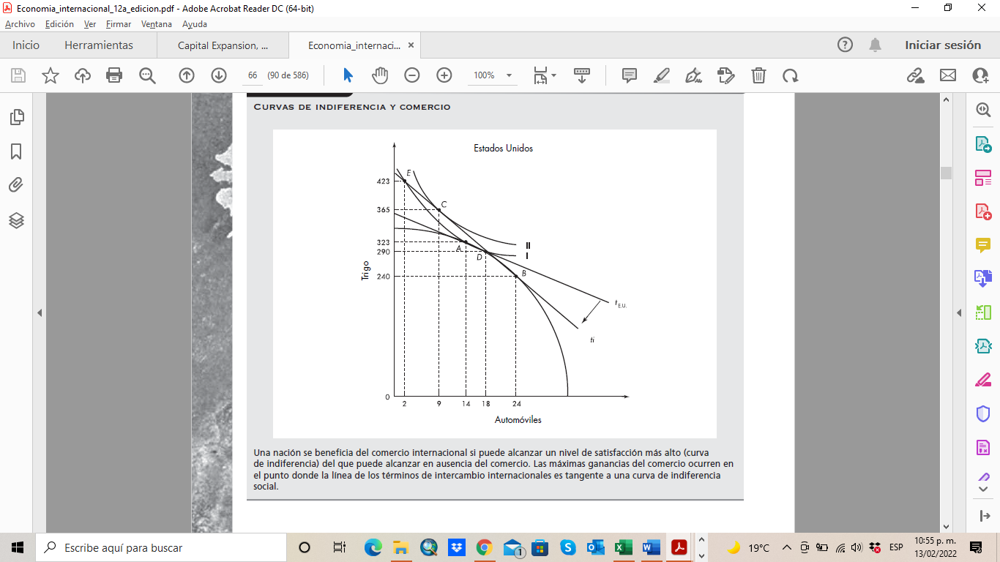 Economia_internacional_12a_edicion.pdf - Adobe Acrobat Reader DC (64-bit)
Archivo Edición Ver Firmar Ventana Ayuda
Inicio Herramientas Capital Expansion, ... Economia_internaci... × Iniciar sesión
66 (90 de 586) 100%
CURVAS DE INDIFERENCIA Y COMERCIO
Estados Unidos
E
423
C
365
323
A
II
290
D
I
240
B
Trigo
t E.U.
ti
0
2 9 14 18 24
Automóviles
Una nación se beneficia del comercio internacional si puede alcanzar un nivel de satisfacción más alto (curva
de indiferencia) del que puede alcanzar en ausencia del comercio. Las máximas ganancias del comercio ocurren en
el punto donde la línea de los términos de intercambio internacionales es tangente a una curva de indiferencia
social.
Escribe aquí para buscar
1
19°C
ESP
10:55 p. m.
13/02/2022